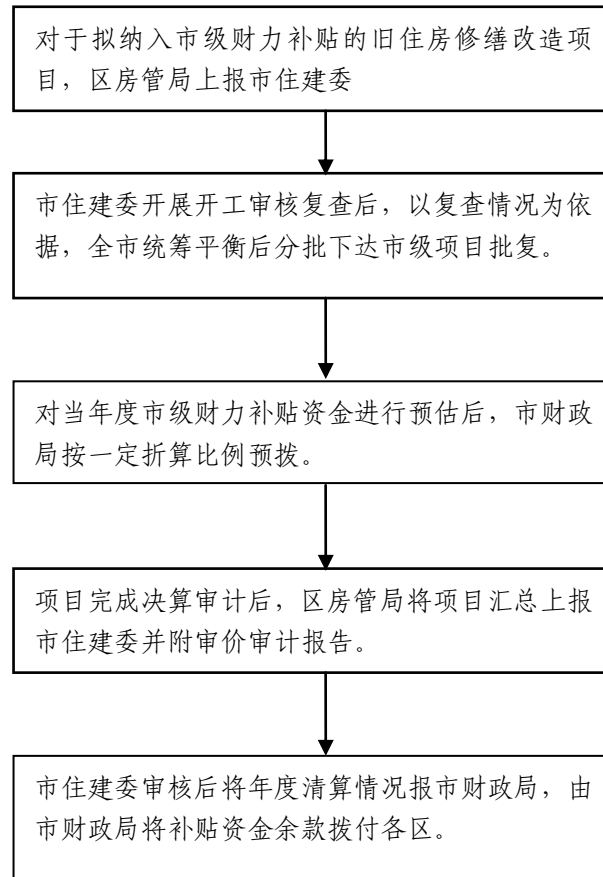 对于拟纳入市级财力补贴的旧住房修缮改造项
目，区房管局上报市住建委
市住建委开展开工审核复查后，以复查情况为依
据，全市统筹平衡后分批下达市级项目批复。
对当年度市级财力补贴资金进行预估后，市财政
局按一定折算比例预拨。
项目完成决算审计后，区房管局将项目汇总上报
市住建委并附审价审计报告。
市住建委审核后将年度清算情况报市财政局，由
市财政局将补贴资金余款拨付各区。